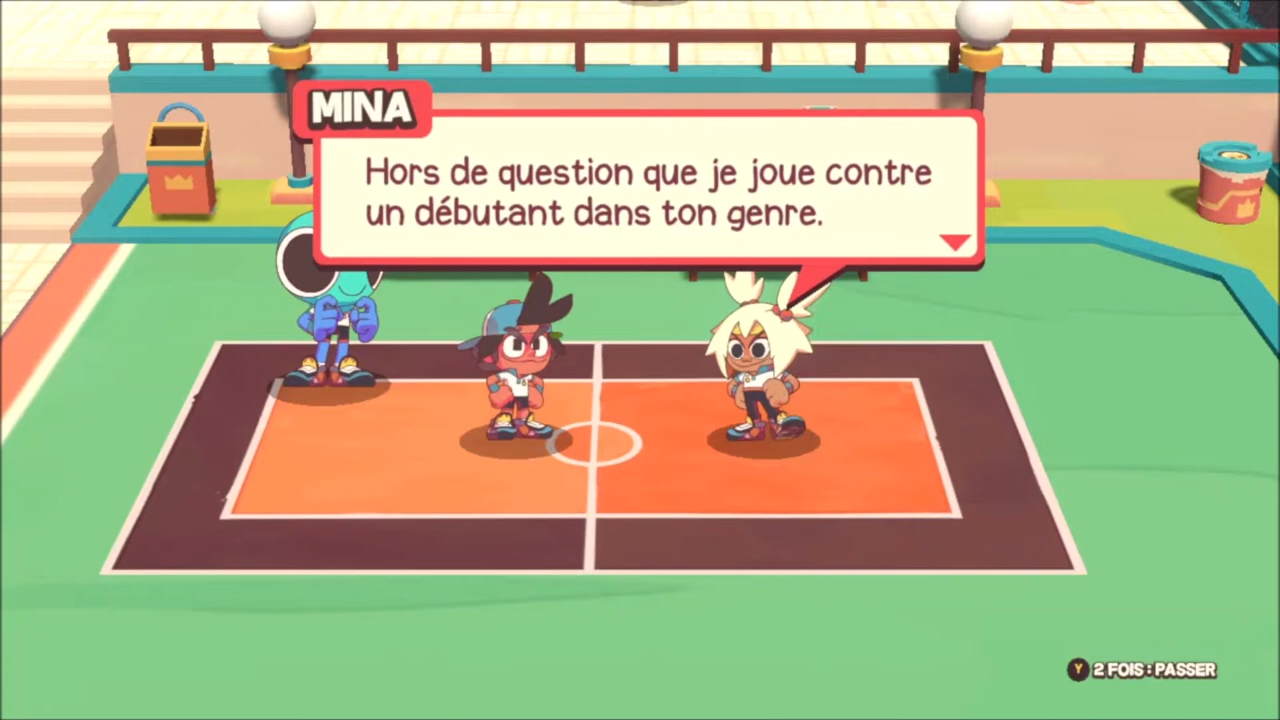 MINA
Hors de question que je joue contre
un débutant dans ton genre.
Y 2 FOIS : PASSER